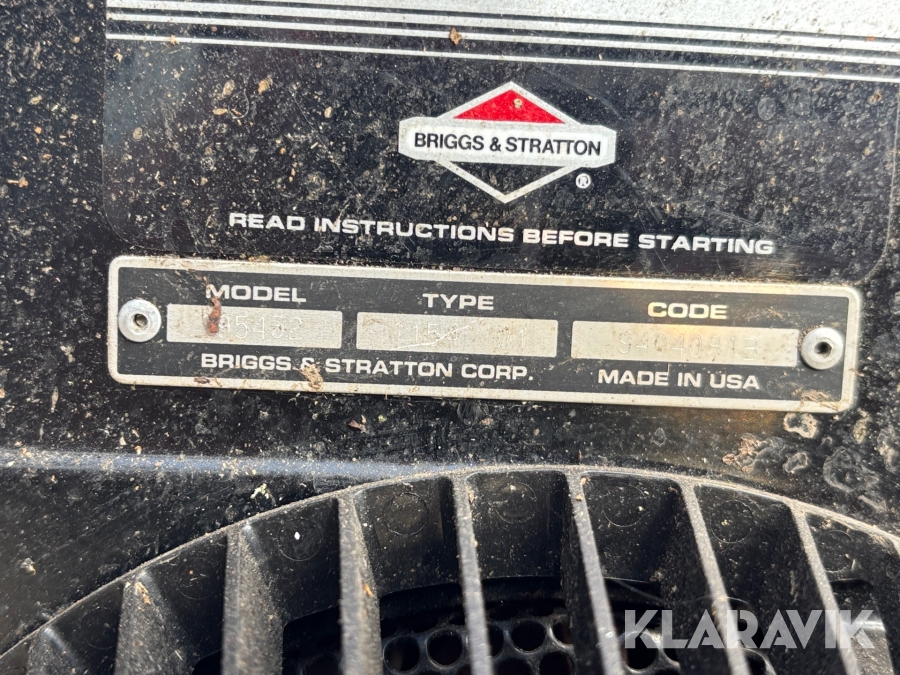 BRIGGS & STRATTON
®
READ INSTRUCTIONS BEFORE STARTING
MODEL TYPE CODE
BRIGGS & STRATTON CORP. MADE IN USA
KLARAVIK